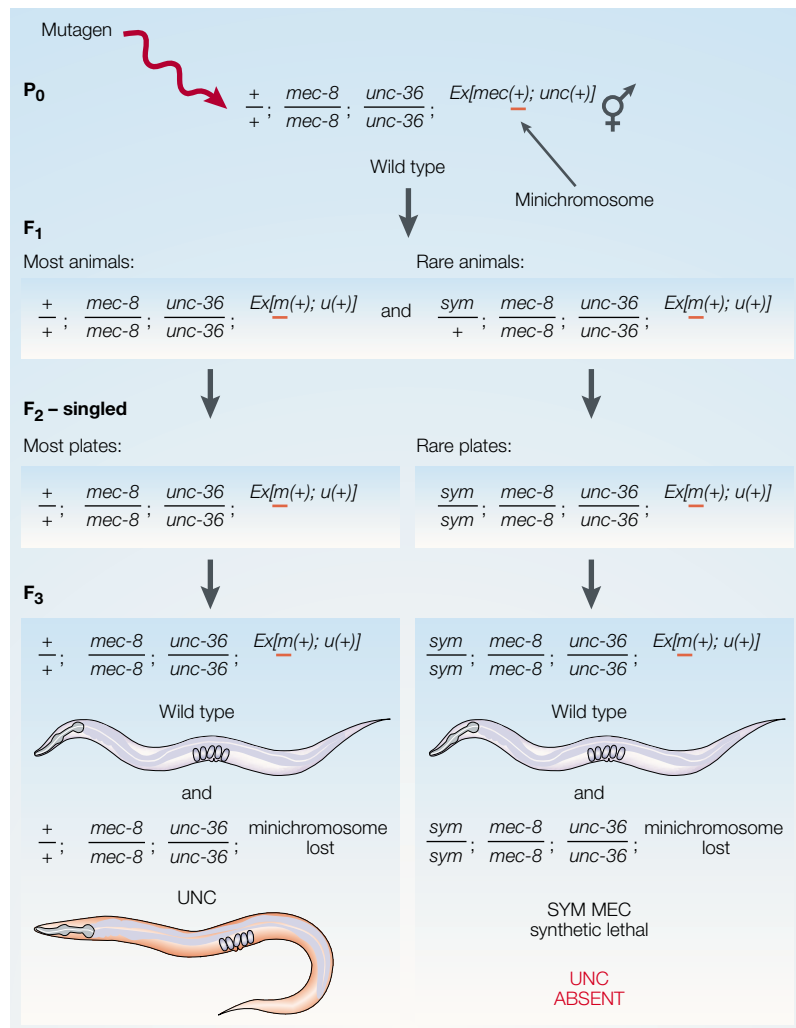 Mutagen
P0
+ mec-8 unc-36 Ex[mec(+); unc(+)]
+ ; mec-8 ; unc-36 ;
Wild type
Minichromosome
F1
Most animals:
Rare animals:
+ mec-8 unc-36 Ex[m(+); u(+)] and sym mec-8 unc-36 Ex[m(+); u(+)]
+ ; mec-8 ; unc-36 ; + ; mec-8 ; unc-36 ;
F2 – singled
Most plates:
Rare plates:
+ mec-8 unc-36 Ex[m(+); u(+)]
+ ; mec-8 ; unc-36 ;
sym mec-8 unc-36 Ex[m(+); u(+)]
sym ; mec-8 ; unc-36 ;
F3
+ mec-8 unc-36 Ex[m(+); u(+)]
+ ; mec-8 ; unc-36 ;
Wild type
and
+ mec-8 unc-36 minichromosome
+ ; mec-8 ; unc-36 ; lost
UNC
sym mec-8 unc-36 Ex[m(+); u(+)]
sym ; mec-8 ; unc-36 ;
Wild type
and
sym mec-8 unc-36 minichromosome
sym ; mec-8 ; unc-36 ; lost
SYM MEC
synthetic lethal
UNC
ABSENT